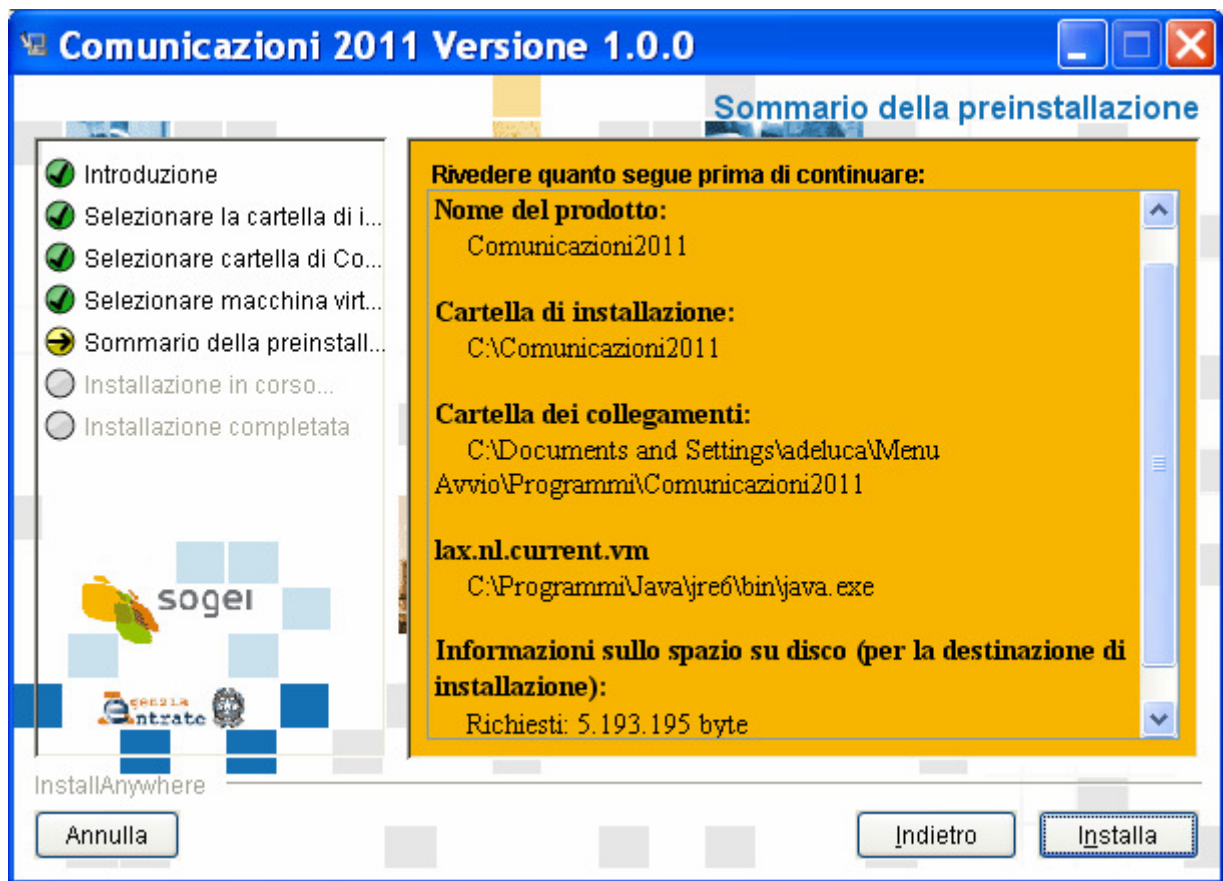 Comunicazioni 2011 Versione 1.0.0
Sommario della preinstallazione
Introduzione
Selezionare la cartella di i...
Selezionare cartella di Co...
Selezionare macchina virt...
Sommario della preinstall...
Installazione in corso...
Installazione completata
sogei
genzia
ntrate
Rivedere quanto segue prima di continuare:
Nome del prodotto:
Comunicazioni2011
Cartella di installazione:
C:\Comunicazioni2011
Cartella dei collegamenti:
C:\Documents and Settings\adeluca\Menu
Avvio\Programmi\Comunicazioni2011
lax.nl.current.vm
C:\Programmi\Java\jre6\bin\java.exe
Informazioni sullo spazio su disco (per la destinazione di
installazione):
Richiesti: 5.193.195 byte
InstallAnywhere
Annulla
Indietro
Installa